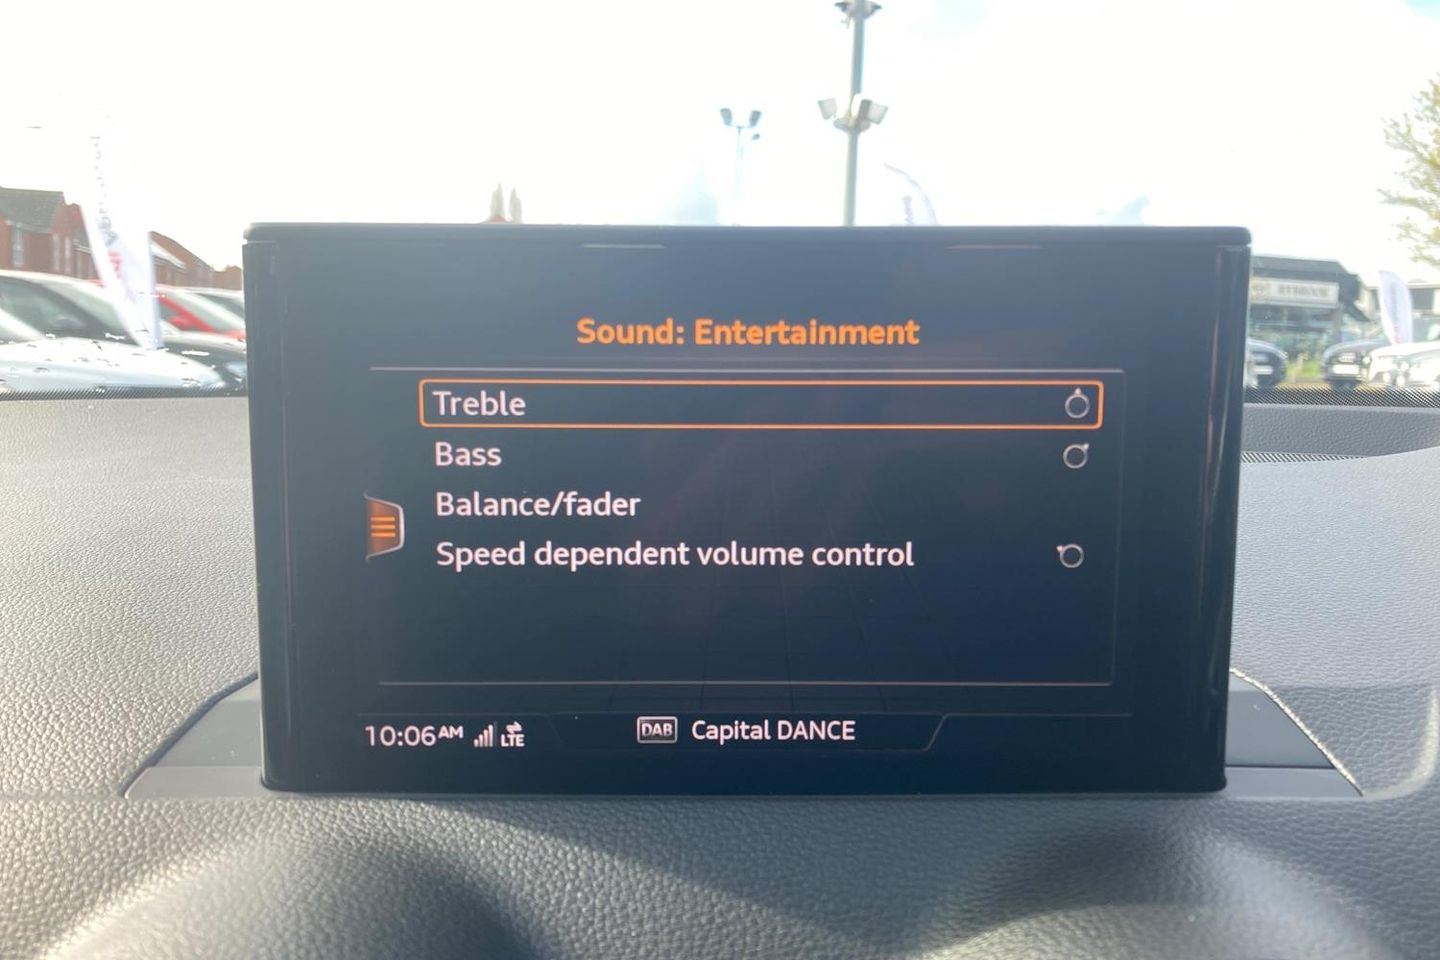 Sound: Entertainment
Treble
Bass
Balance/fader
Speed dependent volume control
10:06AM LTE
DAB Capital DANCE